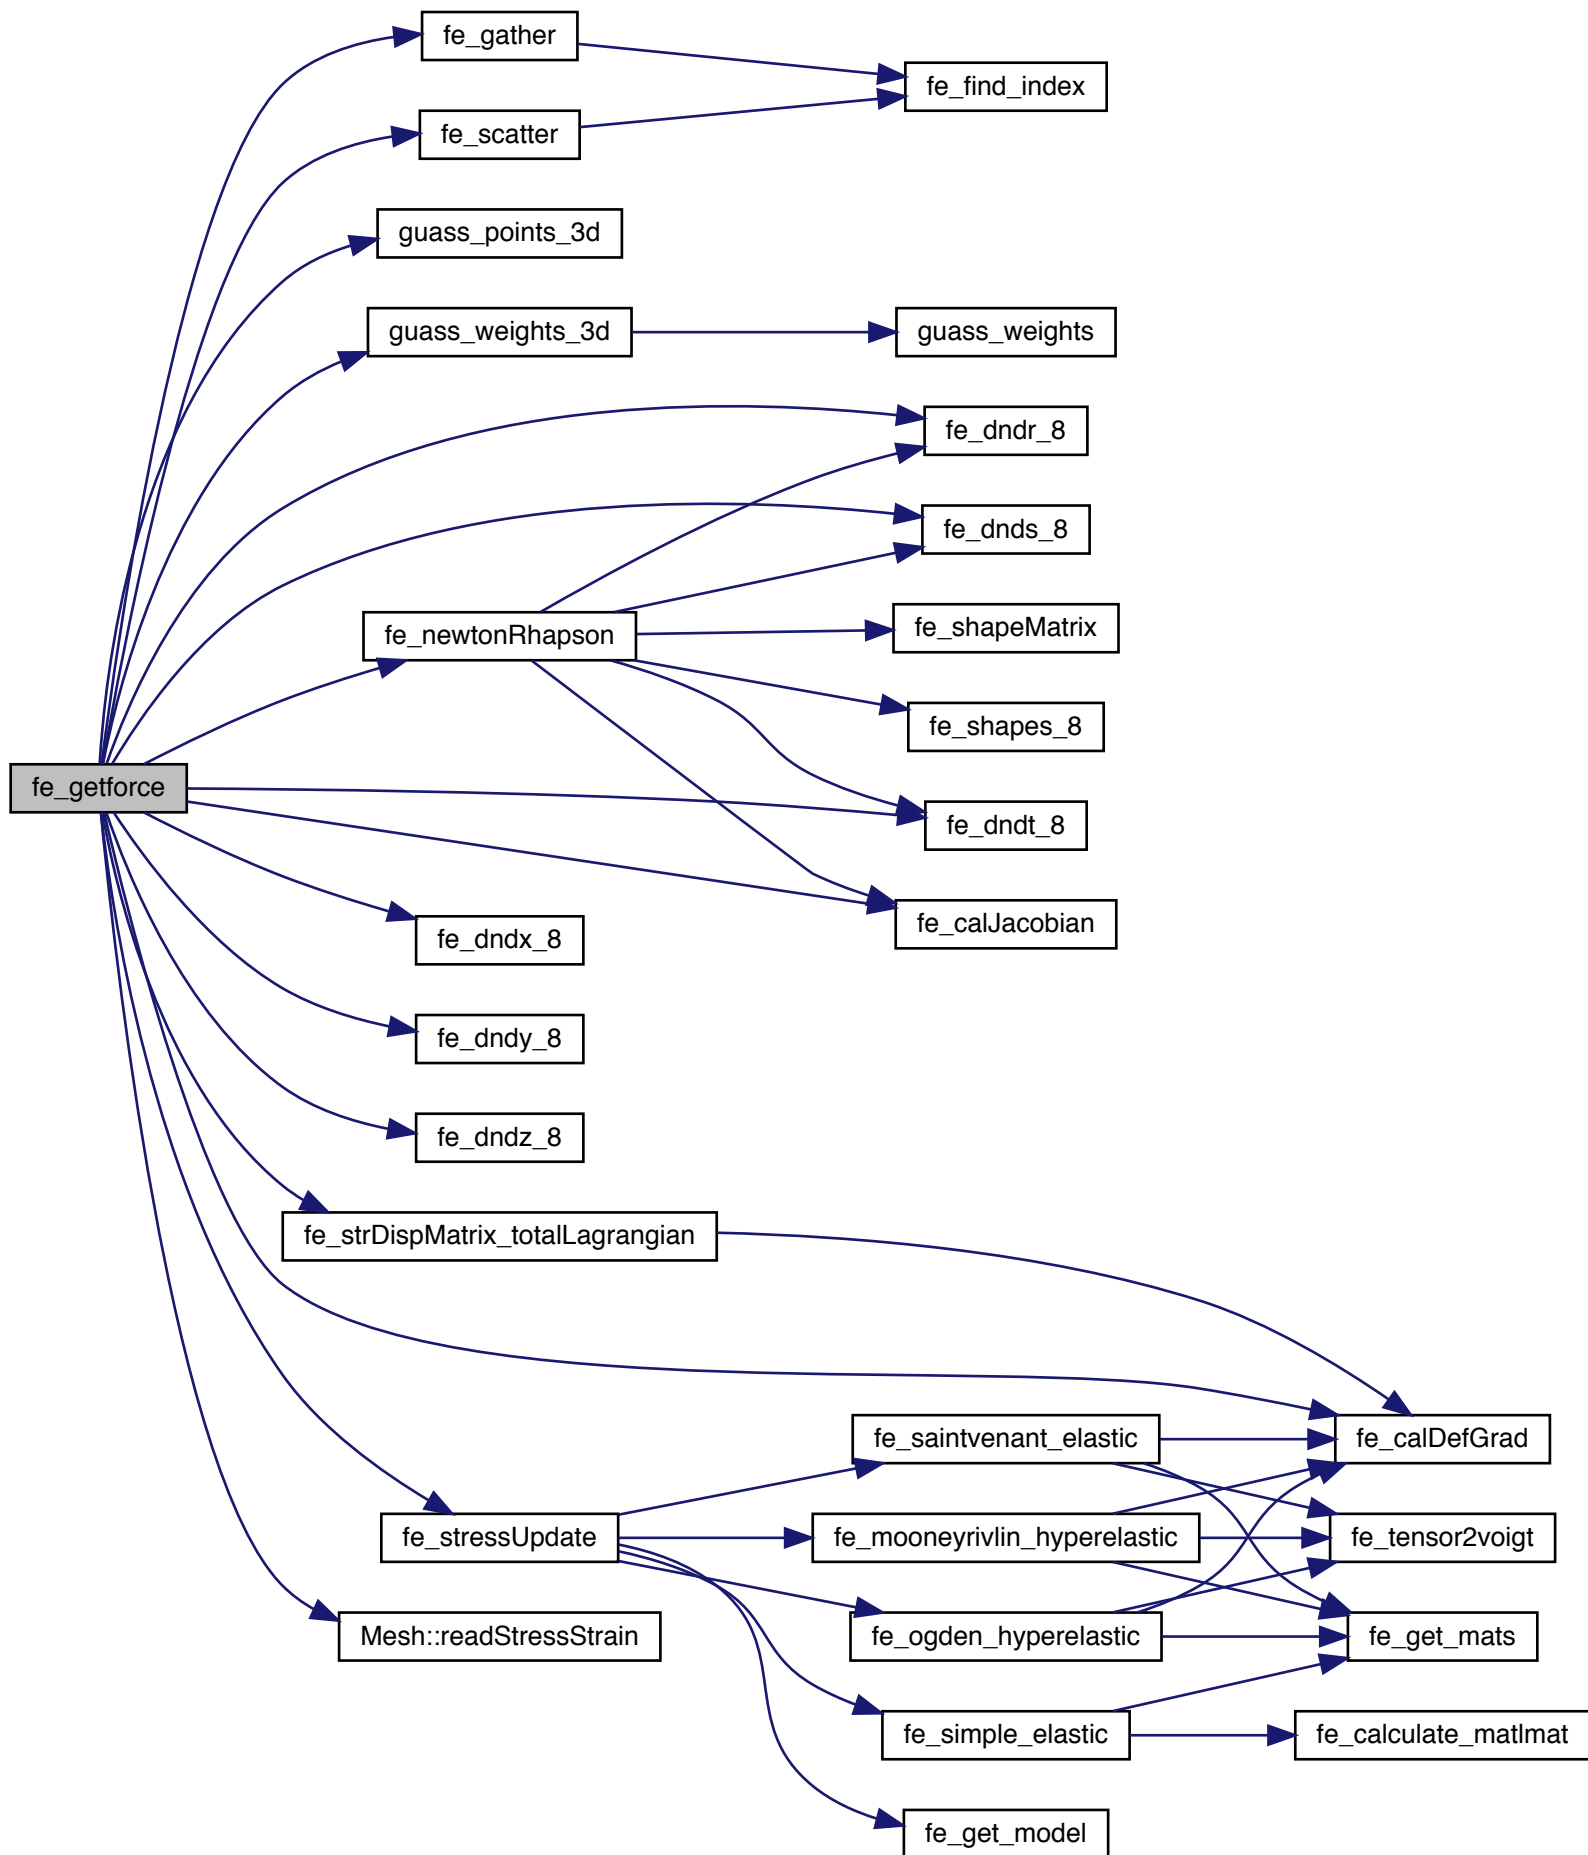 fe_gather
fe_find_index
fe_scatter
guass_points_3d
guass_weights_3d
guass_weights
fe_dndr_8
fe_dnds_8
fe_newtonRhapson
fe_shapeMatrix
fe_shapes_8
fe_getforce
fe_dndt_8
fe_calJacobian
fe_dndx_8
fe_dndy_8
fe_dndz_8
fe_strDispMatrix_totalLagrangian
fe_saintvenant_elastic
fe_calDefGrad
fe_stressUpdate
fe_mooneyrivlin_hyperelastic
fe_tensor2voigt
Mesh::readStressStrain
fe_ogden_hyperelastic
fe_get_mats
fe_simple_elastic
fe_calculate_matlmat
fe_get_model